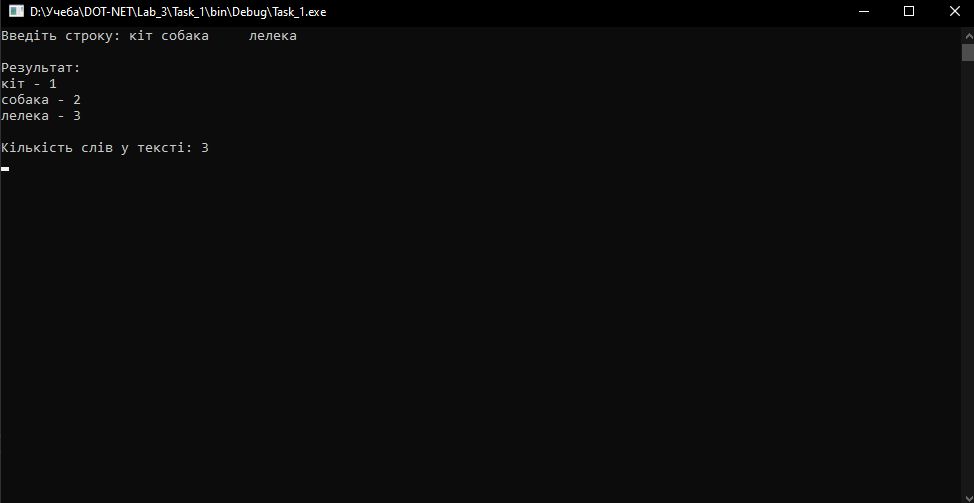 D:\Учеба\DOT-NET\Lab_3\Task_1\bin\Debug\Task_1.exe
Введіть строку: кіт собака     лелека
Результат:
кіт - 1
собака - 2
лелека - 3
Кількість слів у тексті: 3